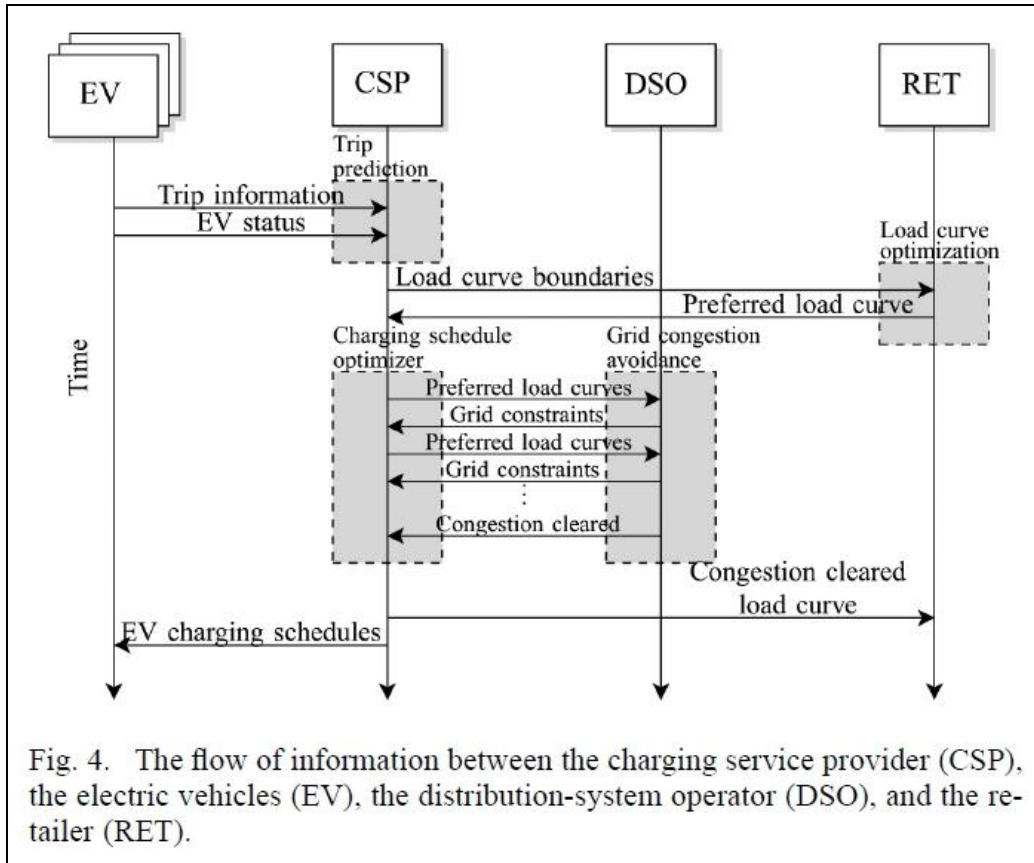 EV
CSP
DSO
RET
Trip
prediction
Trip information
EV status
Load curve
optimization
Load curve boundaries
Preferred load curve
Charging schedule
optimizer
Grid congestion
avoidance
Time
Preferred load curves
Grid constraints
Preferred load curves
Grid constraints
⋮
Congestion cleared
Congestion cleared
load curve
EV charging schedules
Fig. 4. The flow of information between the charging service provider (CSP),
the electric vehicles (EV), the distribution-system operator (DSO), and the re-
tailer (RET).